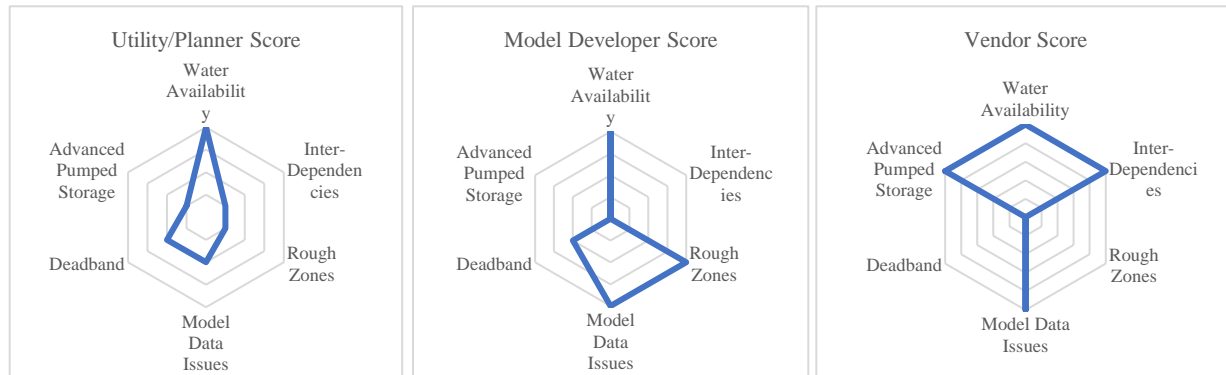 Utility/Planner Score
Water
Availabilit
y
Inter-
Dependen
cies
Rough
Zones
Model
Data
Issues
Deadband
Advanced
Pumped
Storage
Model Developer Score
Water
Availabilit
y
Inter-
Dependenc
ies
Rough
Zones
Model
Data
Issues
Deadband
Advanced
Pumped
Storage
Vendor Score
Water
Availability
Inter-
Dependenci
es
Rough
Zones
Model Data
Issues
Deadband
Advanced
Pumped
Storage